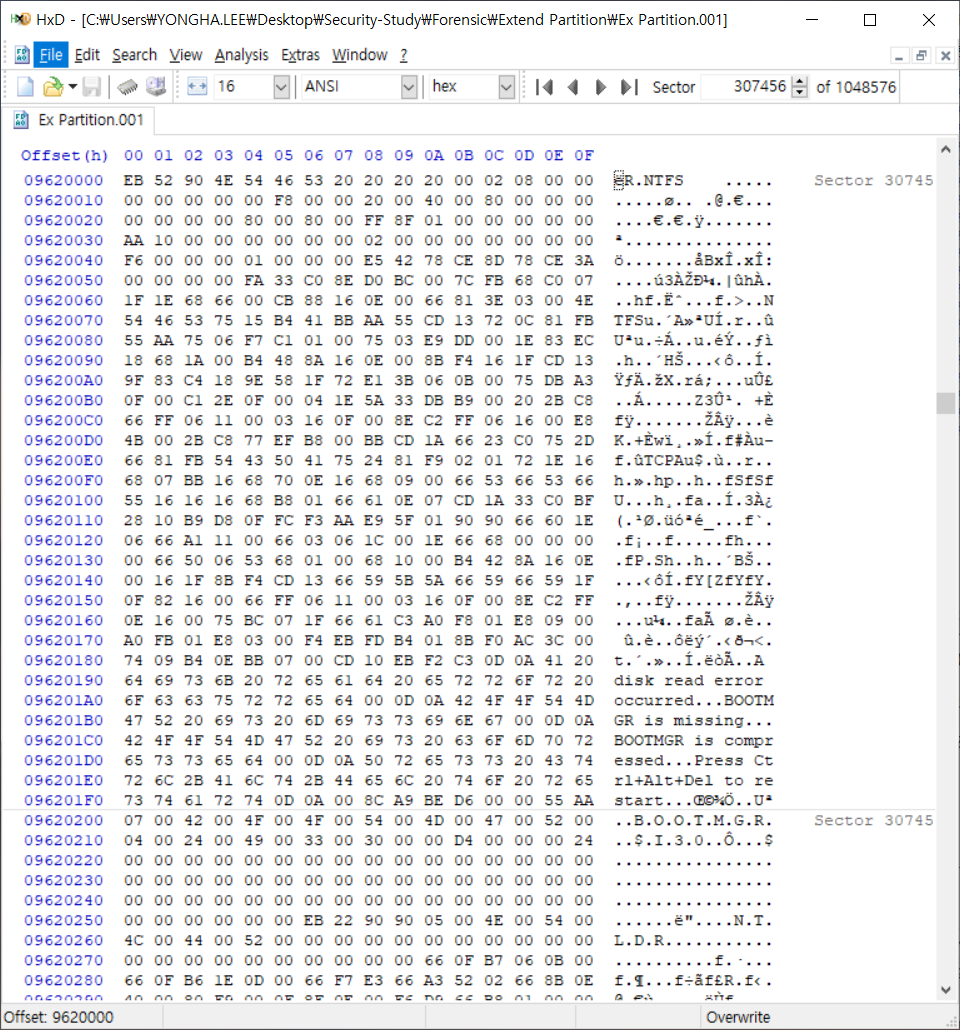 HxD - [C:₩Users₩YONGHA.LEE₩Desktop₩Security-Study₩Forensic₩Extend Partition₩Ex Partition.001]
File Edit Search View Analysis Extras Window ?
16 ANSI hex Sector 307456 of 1048576
Ex Partition.001
Offset(h) 00 01 02 03 04 05 06 07 08 09 0A 0B 0C 0D 0E 0F
09620000 EB 52 90 4E 54 46 53 20 20 20 20 00 02 08 00 00 ëR.NTFS    ..... Sector 30745
09620010 00 00 00 00 00 F8 00 00 20 00 40 00 80 00 00 00 .....ø.. .@.€...
09620020 00 00 00 00 80 00 80 00 FF 8F 01 00 00 00 00 00 ....€.€.ÿ.......
09620030 AA 10 00 00 00 00 00 00 02 00 00 00 00 00 00 00 ª...............
09620040 F6 00 00 00 01 00 00 00 E5 42 78 CE 8D 78 CE 3A ö.......åBxÎ.xÎ:
09620050 00 00 00 00 FA 33 C0 8E D0 BC 00 7C FB 68 C0 07 ....ú3ÀŽÐ¼.|ûhÀ.
09620060 1F 1E 68 66 00 CB 88 16 0E 00 66 81 3E 03 00 4E ..hf.Ëˆ...f.>..N
09620070 54 46 53 75 15 B4 41 BB AA 55 CD 13 72 0C 81 FB TFSu.´A»ªUÍ.r..û
09620080 55 AA 75 06 F7 C1 01 00 75 03 E9 DD 00 1E 83 EC Uªu.÷Á..u.éÝ..ƒì
09620090 18 68 1A 00 B4 48 8A 16 0E 00 8B F4 16 1F CD 13 .h..´HŠ...‹ô..Í.
096200A0 9F 83 C4 18 9E 58 1F 72 E1 3B 06 0B 00 75 DB A3 ŸƒÄ.žX.rá;...uÛ£
096200B0 0F 00 C1 2E 0F 00 04 1E 5A 33 DB B9 00 20 2B C8 ..Á.....Z3Û¹. +È
096200C0 66 FF 06 11 00 03 16 0F 00 8E C2 FF 06 16 00 E8 fÿ.......ŽÂÿ...è
096200D0 4B 00 2B C8 77 EF B8 00 BB CD 1A 66 23 C0 75 2D K.+Èwï¸.»Í.f#Àu-
096200E0 66 81 FB 54 43 50 41 75 24 81 F9 02 01 72 1E 16 f.ûTCPAu$.ù..r..
096200F0 68 07 BB 16 68 70 0E 16 68 09 00 66 53 66 53 66 h.».hp..h..fSfSf
09620100 55 16 16 16 68 B8 01 66 61 0E 07 CD 1A 33 C0 BF U...h¸.fa..Í.3À¿
09620110 28 10 B9 D8 0F FC F3 AA E9 5F 01 90 90 66 60 1E (.¹Ø.üóªé_...f`.
09620120 06 66 A1 11 00 66 03 06 1C 00 1E 66 68 00 00 00 .f¡..f.....fh...
09620130 00 66 50 06 53 68 01 00 68 10 00 B4 42 8A 16 0E .fP.Sh..h..´BŠ..
09620140 00 16 1F 8B F4 CD 13 66 59 5B 5A 66 59 66 59 1F ...‹ôÍ.fY[ZfYfY.
09620150 0F 82 16 00 66 FF 06 11 00 03 16 0F 00 8E C2 FF .‚..fÿ.......ŽÂÿ
09620160 0E 16 00 75 BC 07 1F 66 61 C3 A0 F8 01 E8 09 00 ...u¼..faÃ ø.è..
09620170 A0 FB 01 E8 03 00 F4 EB FD B4 01 8B F0 AC 3C 00  û.è..ôëý´.‹ð¬<.
09620180 74 09 B4 0E BB 07 00 CD 10 EB F2 C3 0D 0A 41 20 t.´.»..Í.ëòÃ..A
09620190 64 69 73 6B 20 72 65 61 64 20 65 72 72 6F 72 20 disk read error
096201A0 6F 63 63 75 72 72 65 64 00 0D 0A 42 4F 4F 54 4D occurred...BOOTM
096201B0 47 52 20 69 73 20 6D 69 73 73 69 6E 67 00 0D 0A GR is missing...
096201C0 42 4F 4F 54 4D 47 52 20 69 73 20 63 6F 6D 70 72 BOOTMGR is compr
096201D0 65 73 73 65 64 00 0D 0A 50 72 65 73 73 20 43 74 essed...Press Ct
096201E0 72 6C 2B 41 6C 74 2B 44 65 6C 20 74 6F 20 72 65 rl+Alt+Del to re
096201F0 73 74 61 72 74 0D 0A 00 8C A9 BE D6 00 00 55 AA start...Œ©¾Ö..Uª
09620200 07 00 42 00 4F 00 4F 00 54 00 4D 00 47 00 52 00 ..B.O.O.T.M.G.R. Sector 30745
09620210 04 00 24 00 49 00 33 00 30 00 00 D4 00 00 00 24 ..$.I.3.0..Ô...$
09620220 00 00 00 00 00 00 00 00 00 00 00 00 00 00 00 00 ................
09620230 00 00 00 00 00 00 00 00 00 00 00 00 00 00 00 00 ................
09620240 00 00 00 00 00 00 00 00 00 00 00 00 00 00 00 00 ................
09620250 00 00 00 00 00 00 EB 22 90 90 05 00 4E 00 54 00 ......ë"....N.T.
09620260 4C 00 44 00 52 00 00 00 00 00 00 00 00 00 00 00 L.D.R...........
09620270 00 00 00 00 00 00 00 00 00 00 66 0F B7 06 0B 00 ..........f.·...
09620280 66 0F B6 1E 0D 00 66 F7 E3 66 A3 52 02 66 8B 0E f.¶...f÷ãf£R.f‹.
Offset: 9620000 Overwrite